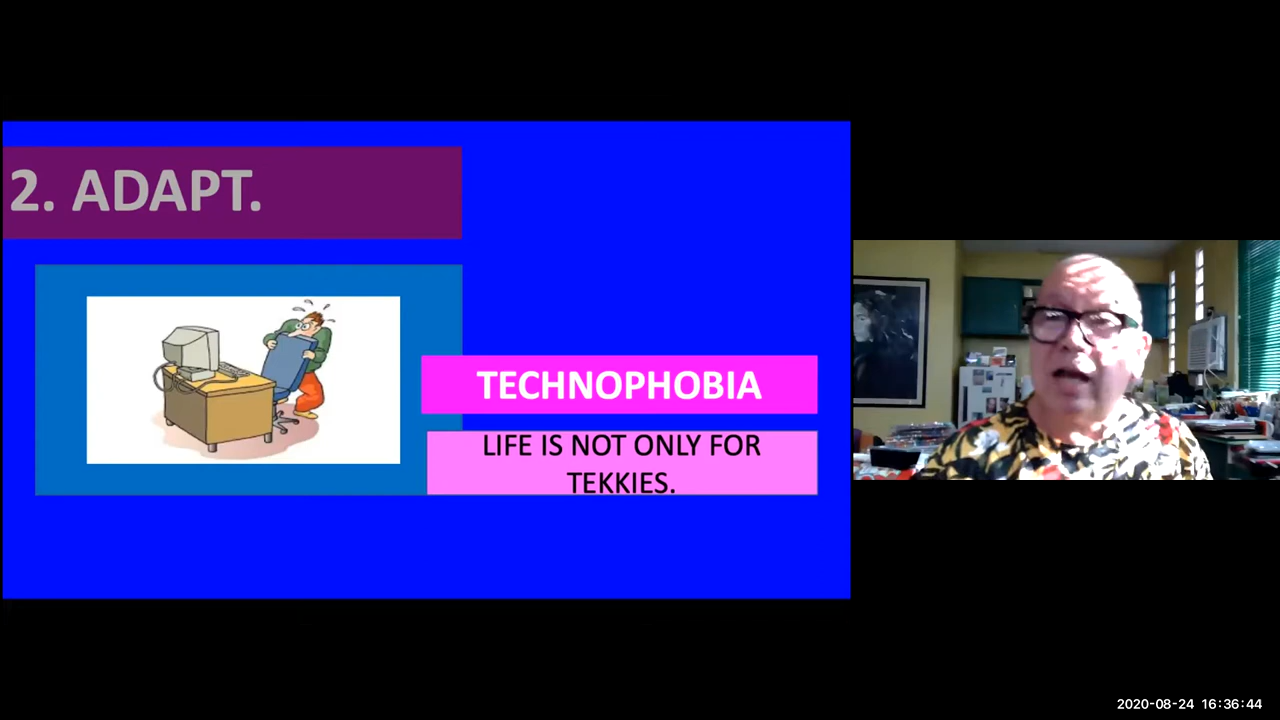 2. ADAPT.
TECHNOPHOBIA
LIFE IS NOT ONLY FOR
TEKKIES.
2020-08-24 16:36:44